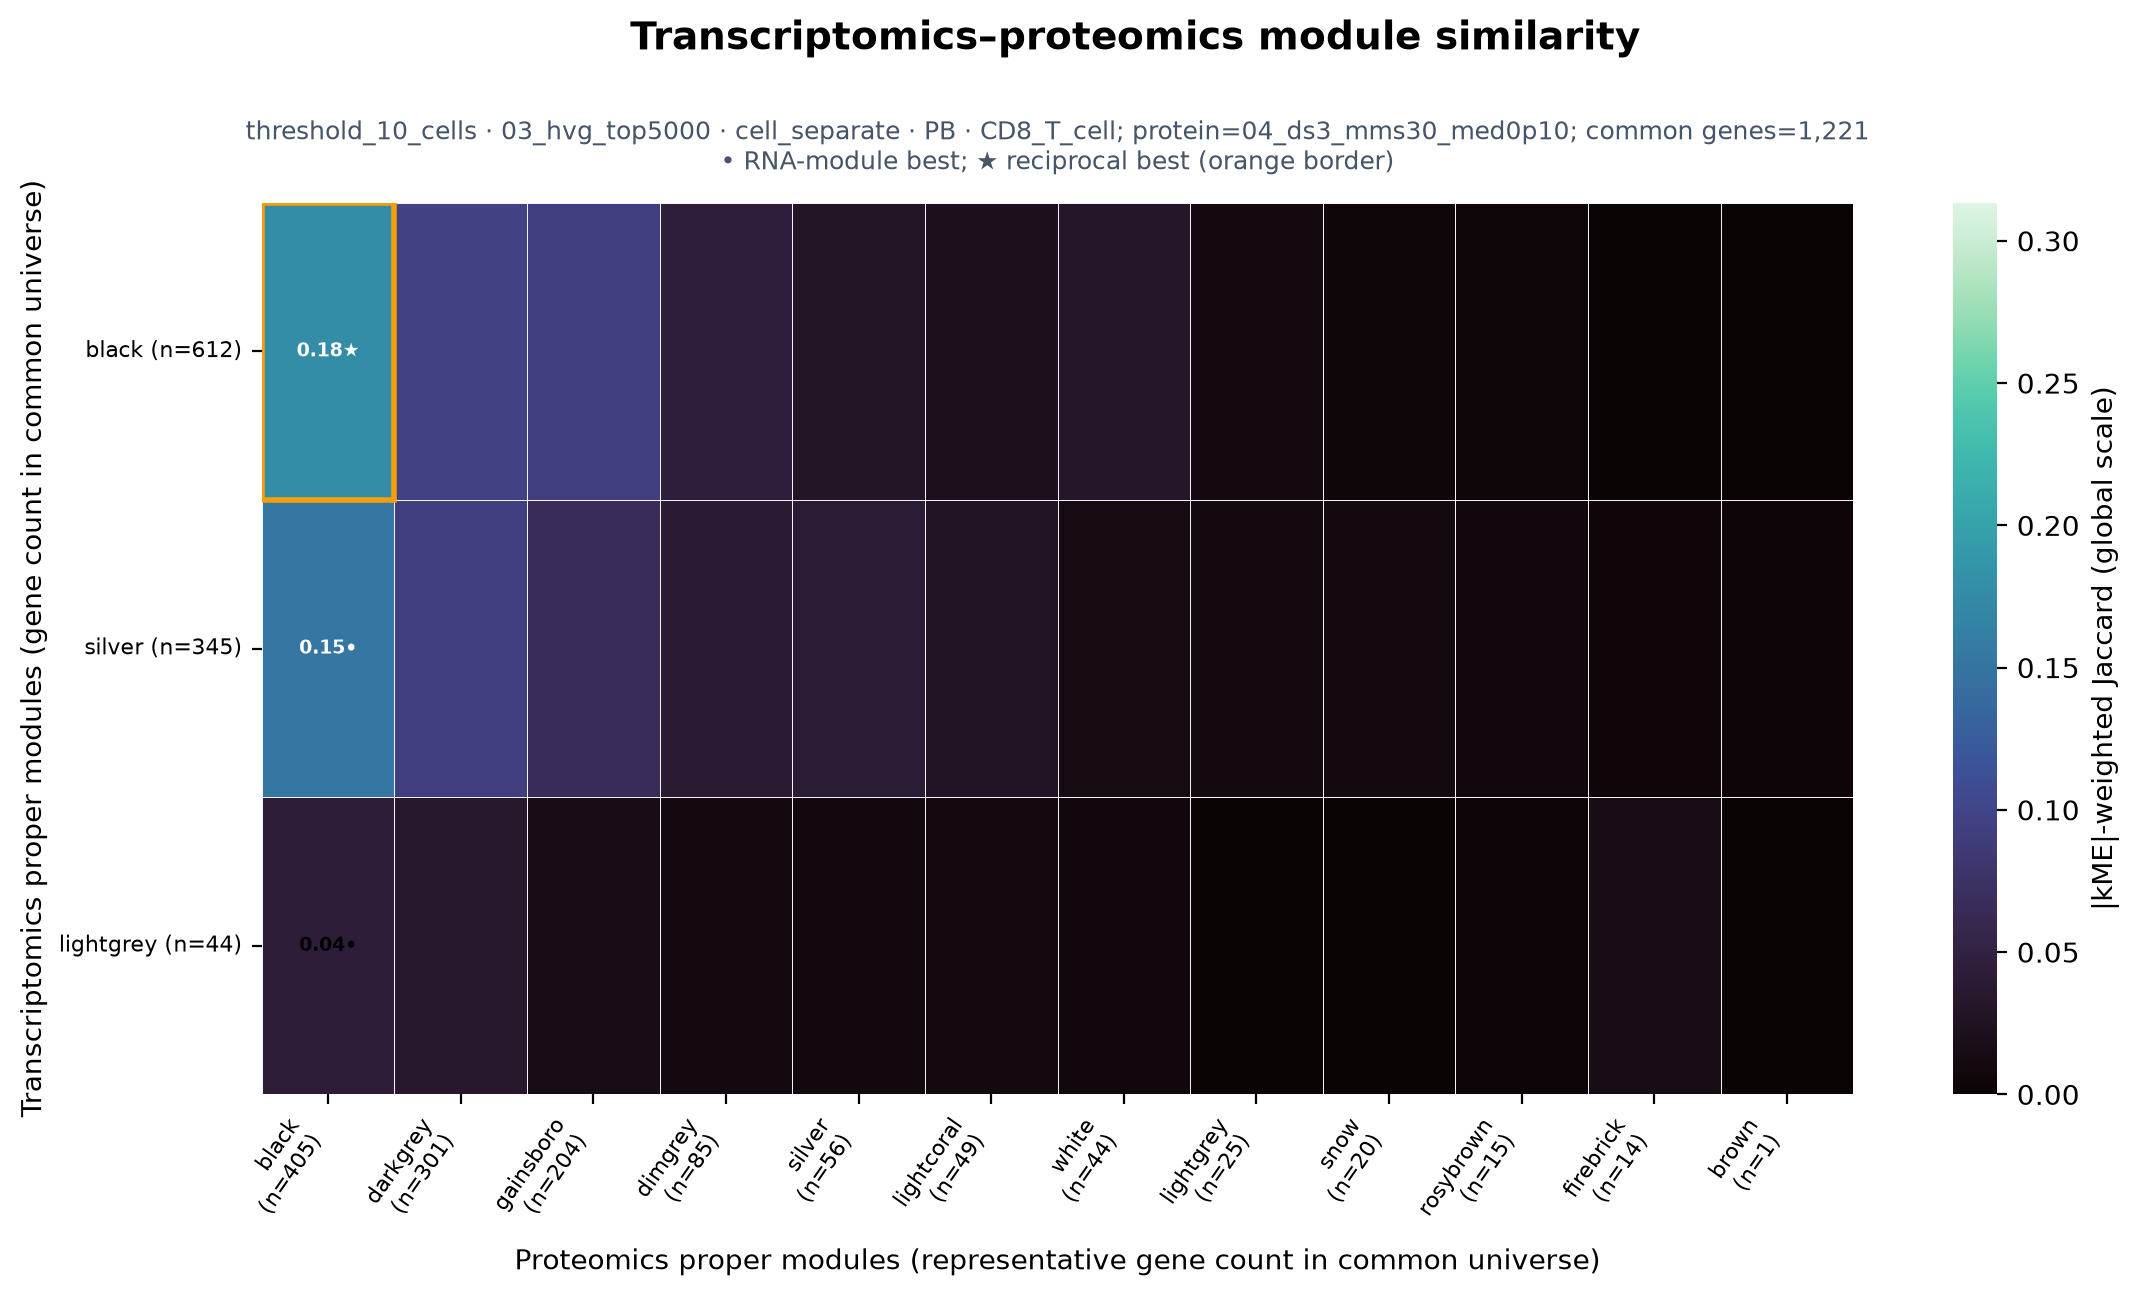 Transcriptomics–proteomics module similarity
threshold_10_cells · 03_hvg_top5000 · cell_separate · PB · CD8_T_cell; protein=04_ds3_mms30_med0p10; common genes=1,221
• RNA-module best; ★ reciprocal best (orange border)
Transcriptomics proper modules (gene count in common universe)
black (n=612)
silver (n=345)
lightgrey (n=44)
0.18★
0.15•
0.04•
black
(n=405)
darkgrey
(n=301)
gainsboro
(n=204)
dimgrey
(n=85)
silver
(n=56)
lightcoral
(n=49)
white
(n=44)
lightgrey
(n=25)
snow
(n=20)
rosybrown
(n=15)
firebrick
(n=14)
brown
(n=1)
Proteomics proper modules (representative gene count in common universe)
0.30
0.25
0.20
0.15
0.10
0.05
0.00
|kME|-weighted Jaccard (global scale)